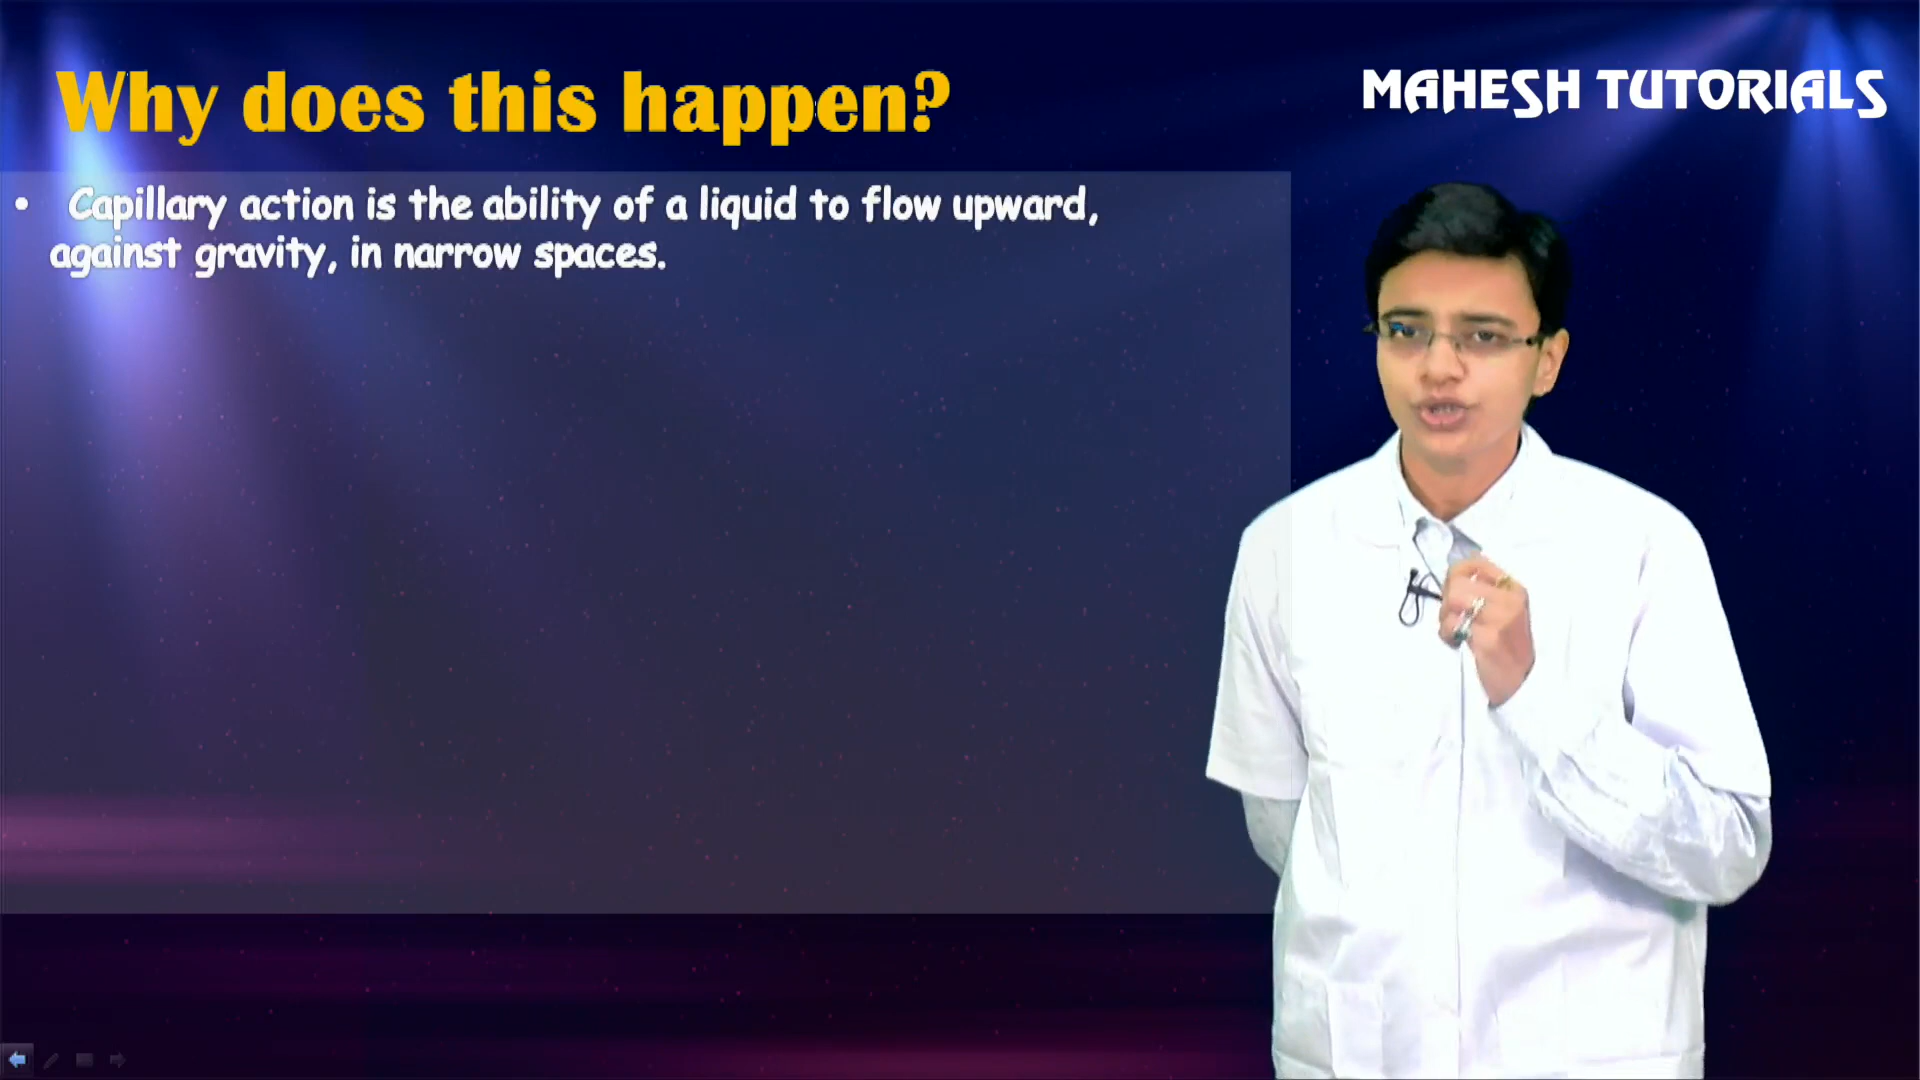 Why does this happen?
MAHESH TUTORIALS
• Capillary action is the ability of a liquid to flow upward,
against gravity, in narrow spaces.